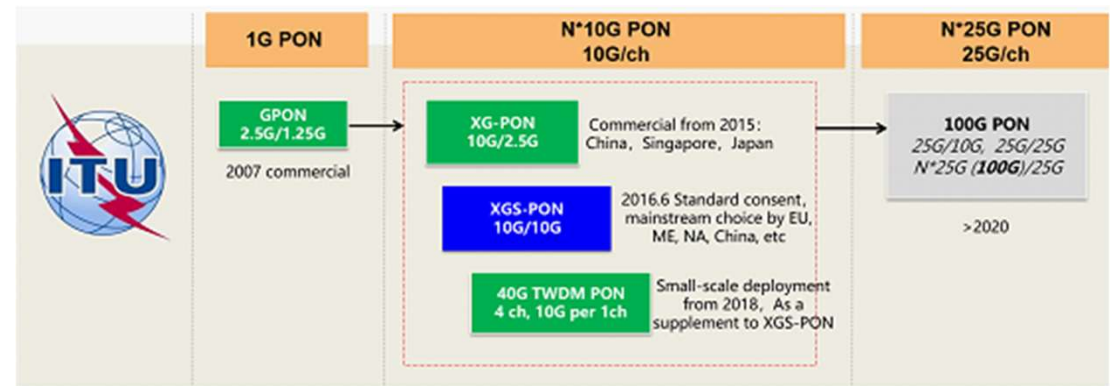 1G PON
N*10G PON
10G/ch
N*25G PON
25G/ch
ITU
GPON
2.5G/1.25G
2007 commercial
XG-PON
10G/2.5G
Commercial from 2015:
China, Singapore, Japan
XGS-PON
10G/10G
2016.6 Standard consent,
mainstream choice by EU,
ME, NA, China, etc
40G TWDM PON
4 ch, 10G per 1ch
Small-scale deployment
from 2018, As a
supplement to XGS-PON
100G PON
25G/10G, 25G/25G
N*25G (100G)/25G
>2020